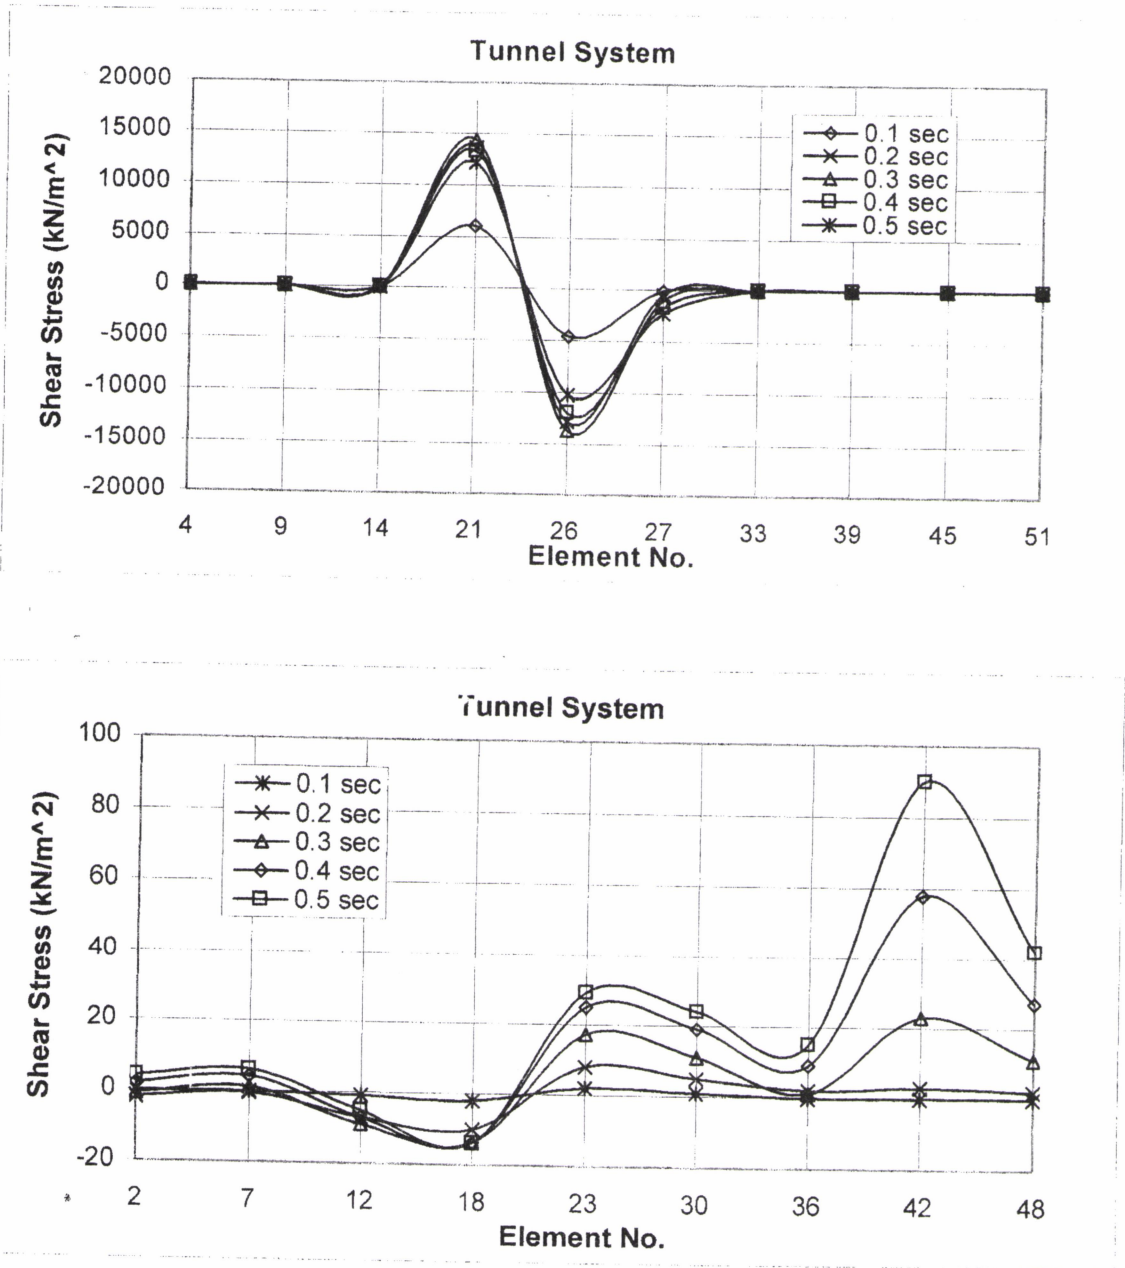 Tunnel System
20000
15000
10000
5000
0
-5000
-10000
-15000
-20000
Shear Stress (kN/m^2)
0.1 sec
0.2 sec
0.3 sec
0.4 sec
0.5 sec
4 9 14 21 26 27 33 39 45 51
Element No.
Tunnel System
100
80
60
40
20
0
-20
Shear Stress (kN/m^2)
0.1 sec
0.2 sec
0.3 sec
0.4 sec
0.5 sec
2 7 12 18 23 30 36 42 48
Element No.